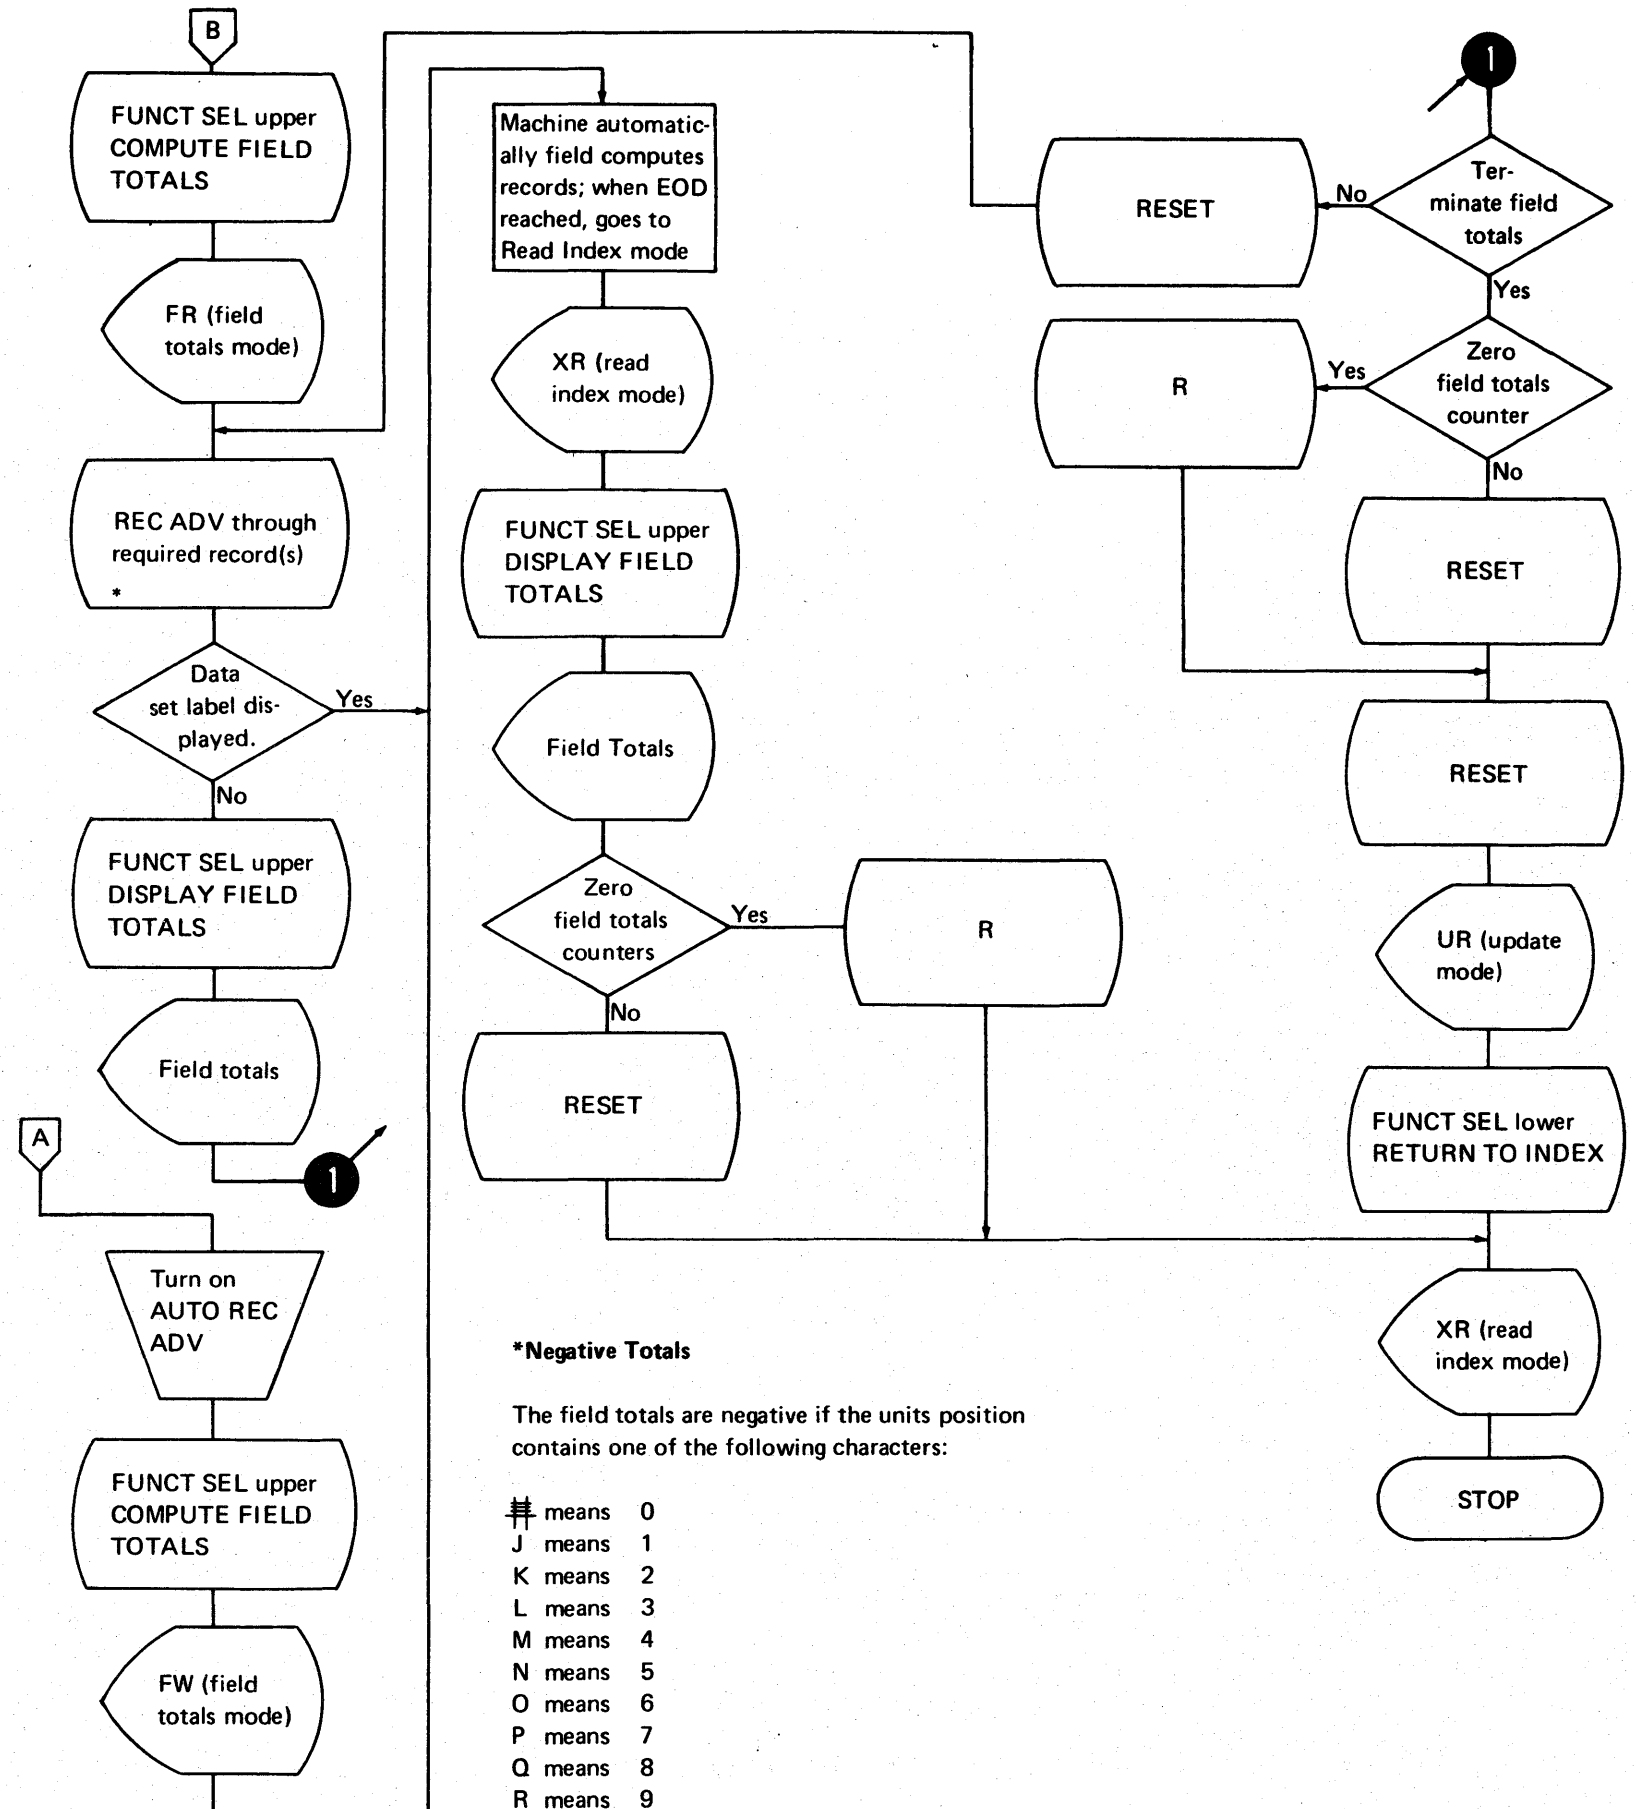 B
FUNCT SEL upper
COMPUTE FIELD
TOTALS
FR (field
totals mode)
REC ADV through
required record(s)
*
Data
set label dis-
played.
Yes
No
FUNCT SEL upper
DISPLAY FIELD
TOTALS
Field totals
1
A
Turn on
AUTO REC
ADV
FUNCT SEL upper
COMPUTE FIELD
TOTALS
FW (field
totals mode)
Machine automatic-
ally field computes
records; when EOD
reached, goes to
Read Index mode
XR (read
index mode)
FUNCT SEL upper
DISPLAY FIELD
TOTALS
Field Totals
Zero
field totals
counters
Yes
R
No
RESET
1
Ter-
minate field
totals
No
RESET
Yes
Zero
field totals
counter
Yes
R
No
RESET
RESET
UR (update
mode)
FUNCT SEL lower
RETURN TO INDEX
XR (read
index mode)
STOP
*Negative Totals
The field totals are negative if the units position
contains one of the following characters:
means 0
J means 1
K means 2
L means 3
M means 4
N means 5
O means 6
P means 7
Q means 8
R means 9